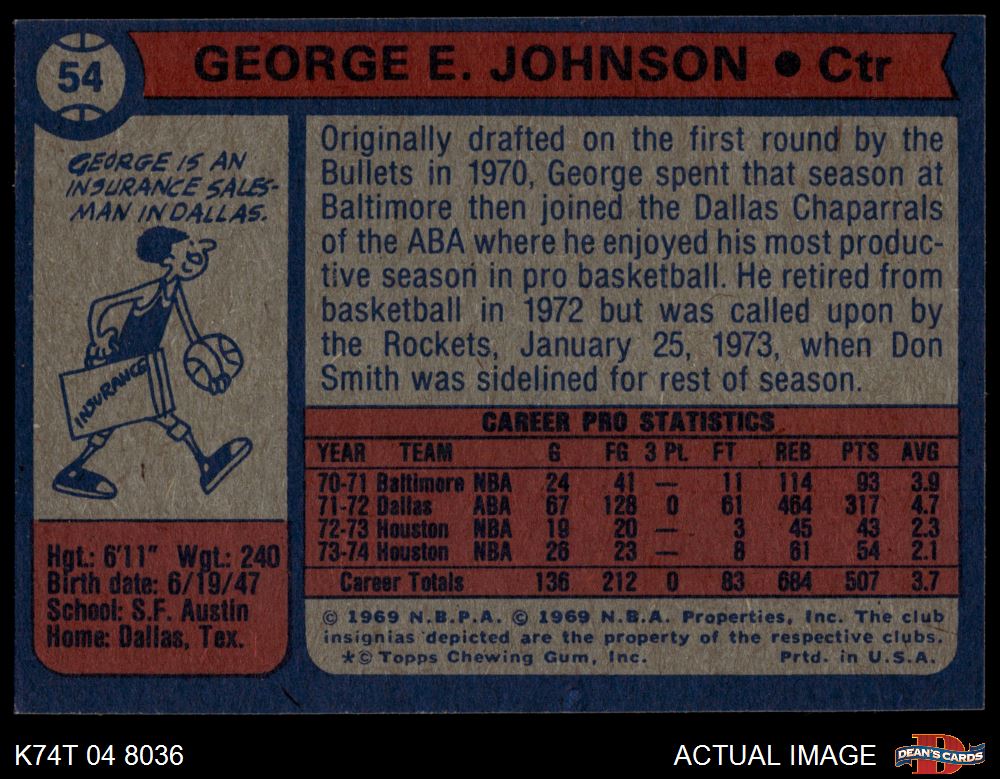 54
GEORGE E. JOHNSON ● Ctr
GEORGE IS AN
INSURANCE SALES-
MAN IN DALLAS.
INSURANCE
Hgt.: 6'11" Wgt.: 240
Birth date: 6/19/47
School: S.F. Austin
Home: Dallas, Tex.
Originally drafted on the first round by the
Bullets in 1970, George spent that season at
Baltimore then joined the Dallas Chaparrals
of the ABA where he enjoyed his most produc-
tive season in pro basketball. He retired from
basketball in 1972 but was called upon by
the Rockets, January 25, 1973, when Don
Smith was sidelined for rest of season.
CAREER PRO STATISTICS
YEAR TEAM G FG 3 Pt. FT REB PTS AVG
70-71 Baltimore NBA 24 41 — 11 114 93 3.9
71-72 Dallas ABA 67 128 0 61 464 317 4.7
72-73 Houston NBA 19 20 — 3 45 43 2.3
73-74 Houston NBA 26 23 — 8 61 54 2.1
Career Totals 136 212 0 83 684 507 3.7
© 1969 N.B.P.A. © 1969 N.B.A. Properties, Inc. The club
insignias depicted are the property of the respective clubs.
*© Topps Chewing Gum, Inc. Prtd. in U.S.A.
K74T 04 8036
ACTUAL IMAGE
D
DEAN'S CARDS